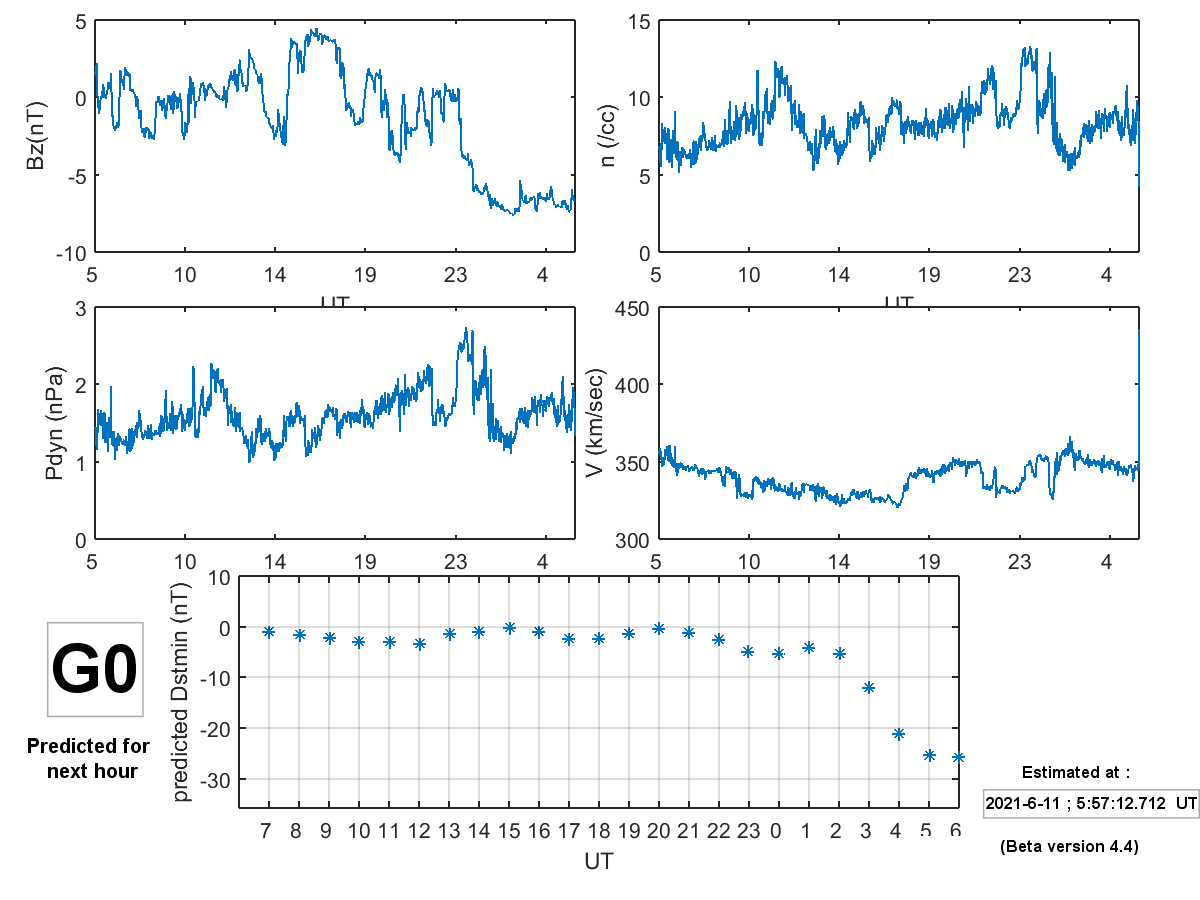 5
0
-5
-10
Bz(nT)
5 10 14 19 23 4
UT
15
10
5
0
n (/cc)
5 10 14 19 23 4
UT
3
2
1
0
Pdyn (nPa)
5 10 14 19 23 4
450
400
350
300
V (km/sec)
5 10 14 19 23 4
10
0
-10
-20
-30
predicted Dstmin (nT)
7 8 9 10 11 12 13 14 15 16 17 18 19 20 21 22 23 0 1 2 3 4 5 6
UT
G0
Predicted for
next hour
Estimated at :
2021-6-11 ; 5:57:12.712 UT
(Beta version 4.4)